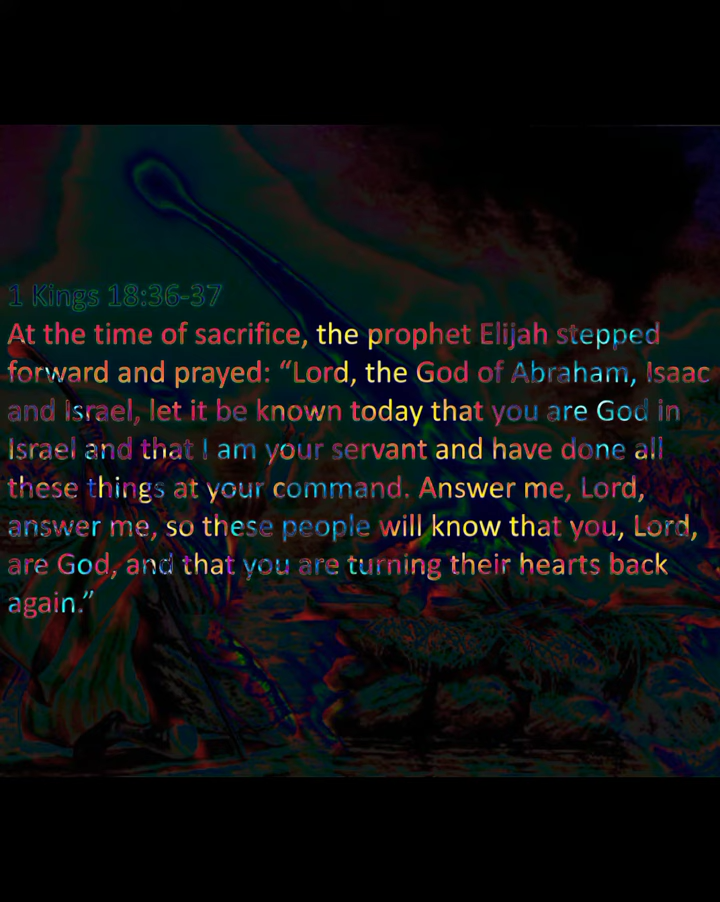 1 Kings 18:36-37
At the time of sacrifice, the prophet Elijah stepped
forward and prayed: “Lord, the God of Abraham, Isaac
and Israel, let it be known today that you are God in
Israel and that I am your servant and have done all
these things at your command. Answer me, Lord,
answer me, so these people will know that you, Lord,
are God, and that you are turning their hearts back
again.”